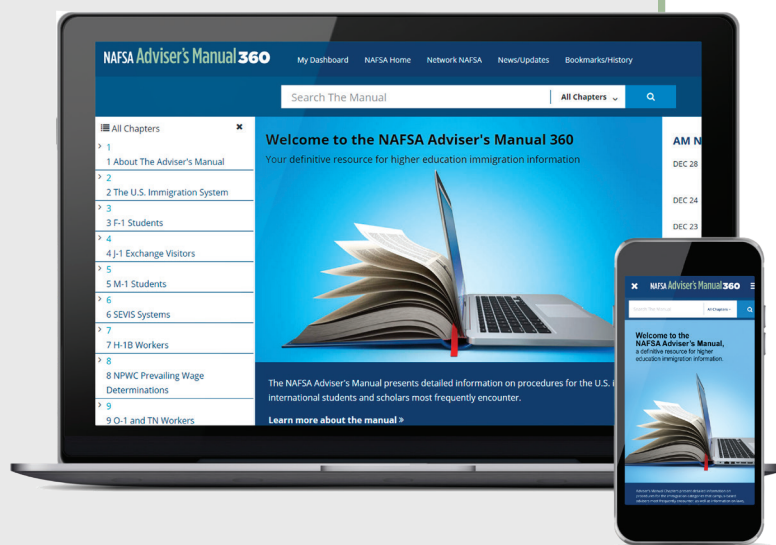 NAFSA Adviser's Manual 360
My Dashboard NAFSA Home Network NAFSA News/Updates Bookmarks/History
Search The Manual All Chapters
All Chapters
1
1 About The Adviser's Manual
2
2 The U.S. Immigration System
3
3 F-1 Students
4
4 J-1 Exchange Visitors
5
5 M-1 Students
6
6 SEVIS Systems
7
7 H-1B Workers
8
8 NPWC Prevailing Wage
Determinations
9
9 O-1 and TN Workers
Welcome to the NAFSA Adviser's Manual 360
Your definitive resource for higher education immigration information
The NAFSA Adviser's Manual presents detailed information on procedures for the U.S. i
international students and scholars most frequently encounter.
Learn more about the manual »
AM N
DEC 28
DEC 24
DEC 23
NAFSA Adviser's Manual 360
Search The Manual All Chapters
Welcome to the
NAFSA Adviser's Manual,
a definitive resource for higher
education immigration information.